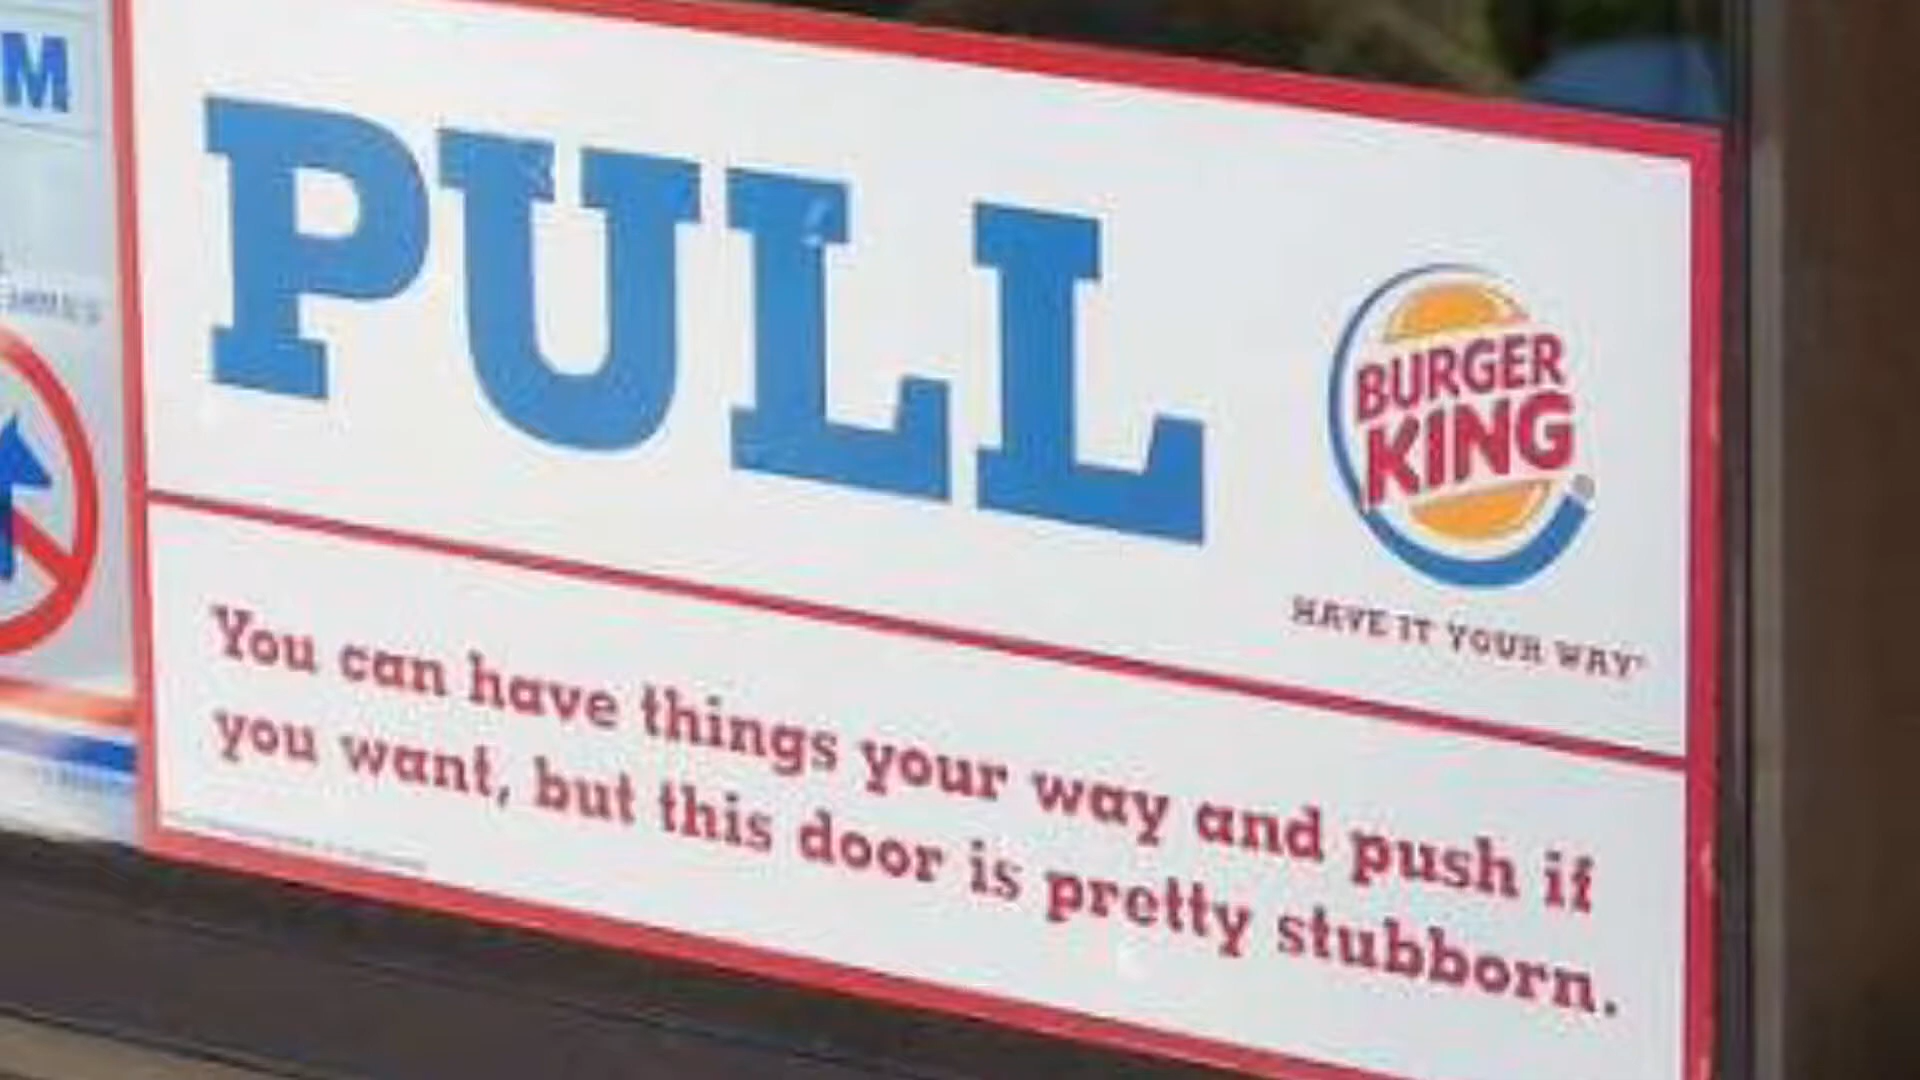 M
PULL
BURGER
KING
®
HAVE IT YOUR WAY
You can have things your way and push if
you want, but this door is pretty stubborn.